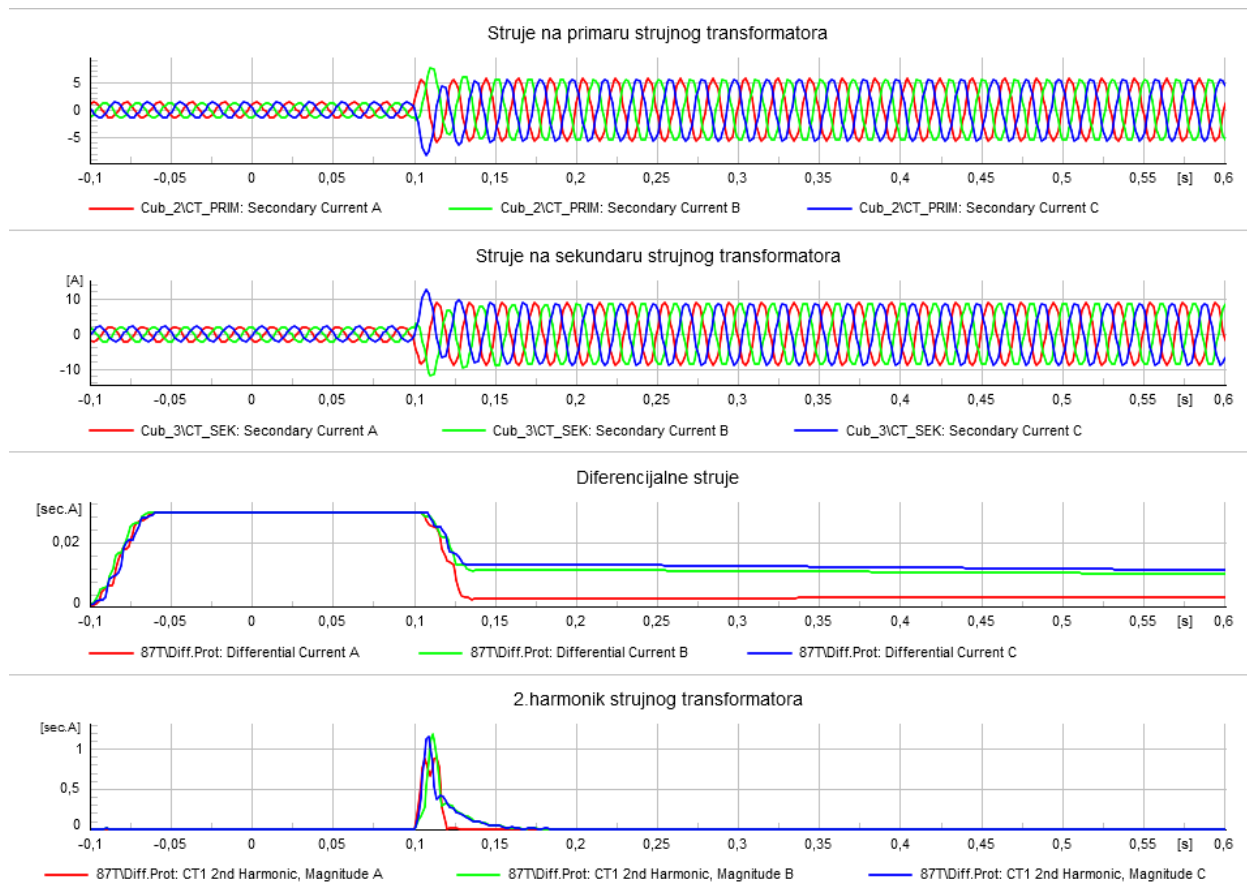 Struje na primaru strujnog transformatora
5
0
-5
-0,1 -0,05 0 0,05 0,1 0,15 0,2 0,25 0,3 0,35 0,4 0,45 0,5 0,55 [s] 0,6
Cub_2\CT_PRIM: Secondary Current A Cub_2\CT_PRIM: Secondary Current B Cub_2\CT_PRIM: Secondary Current C
Struje na sekundaru strujnog transformatora
[A]
10
0
-10
-0,1 -0,05 0 0,05 0,1 0,15 0,2 0,25 0,3 0,35 0,4 0,45 0,5 0,55 [s] 0,6
Cub_3\CT_SEK: Secondary Current A Cub_3\CT_SEK: Secondary Current B Cub_3\CT_SEK: Secondary Current C
Diferencijalne struje
[sec.A]
0,02
0
-0,1 -0,05 0 0,05 0,1 0,15 0,2 0,25 0,3 0,35 0,4 0,45 0,5 0,55 [s] 0,6
87T\Diff.Prot: Differential Current A 87T\Diff.Prot: Differential Current B 87T\Diff.Prot: Differential Current C
2.harmonik strujnog transformatora
[sec.A]
1
0,5
0
-0,1 -0,05 0 0,05 0,1 0,15 0,2 0,25 0,3 0,35 0,4 0,45 0,5 0,55 [s] 0,6
87T\Diff.Prot: CT1 2nd Harmonic, Magnitude A 87T\Diff.Prot: CT1 2nd Harmonic, Magnitude B 87T\Diff.Prot: CT1 2nd Harmonic, Magnitude C